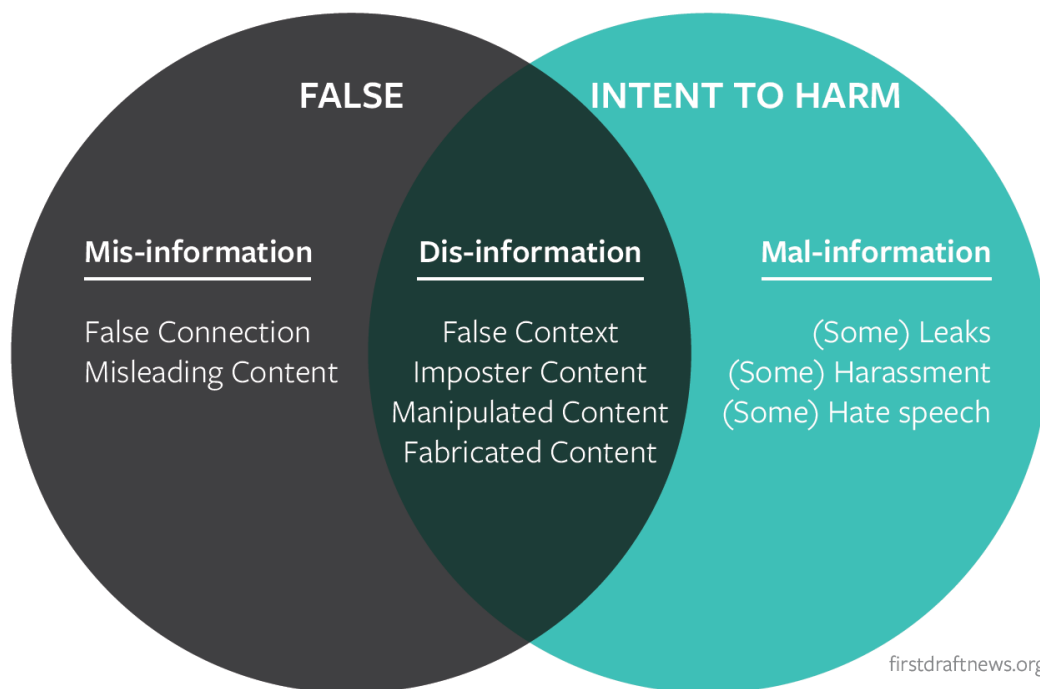 FALSE
INTENT TO HARM
Mis-information
False Connection
Misleading Content
Dis-information
False Context
Imposter Content
Manipulated Content
Fabricated Content
Mal-information
(Some) Leaks
(Some) Harassment
(Some) Hate speech
firstdraftnews.org